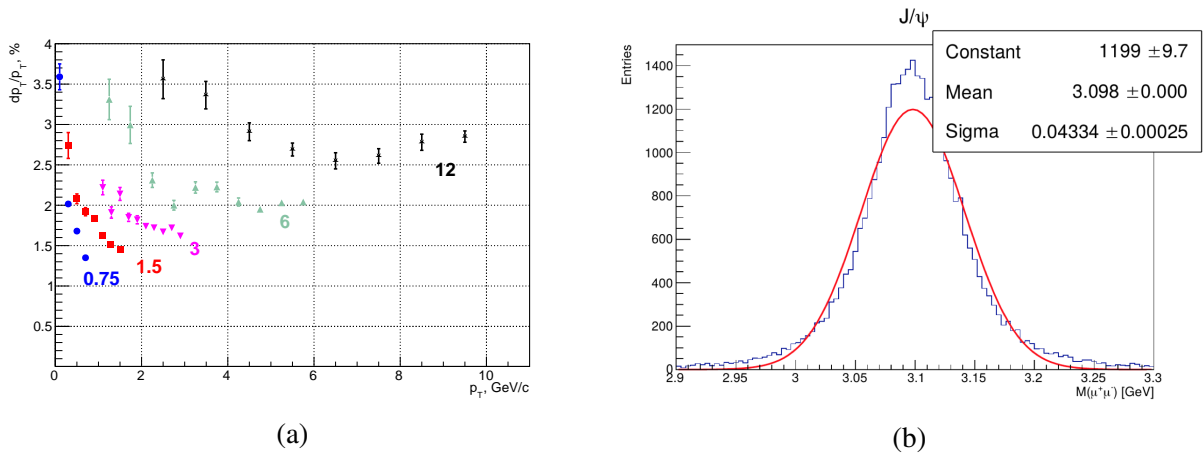 dp_T/p_T, %
4
3.5
3
2.5
2
1.5
1
0.5
0 2 4 6 8 10
p_T, GeV/c
0.75
1.5
3
6
12
(a)
J/ψ
Entries
Constant 1199 ±9.7
Mean 3.098 ±0.000
Sigma 0.04334 ±0.00025
1400
1200
1000
800
600
400
200
0
2.9 2.95 3 3.05 3.1 3.15 3.2 3.25 3.3
M(μ⁺μ⁻) [GeV]
(b)